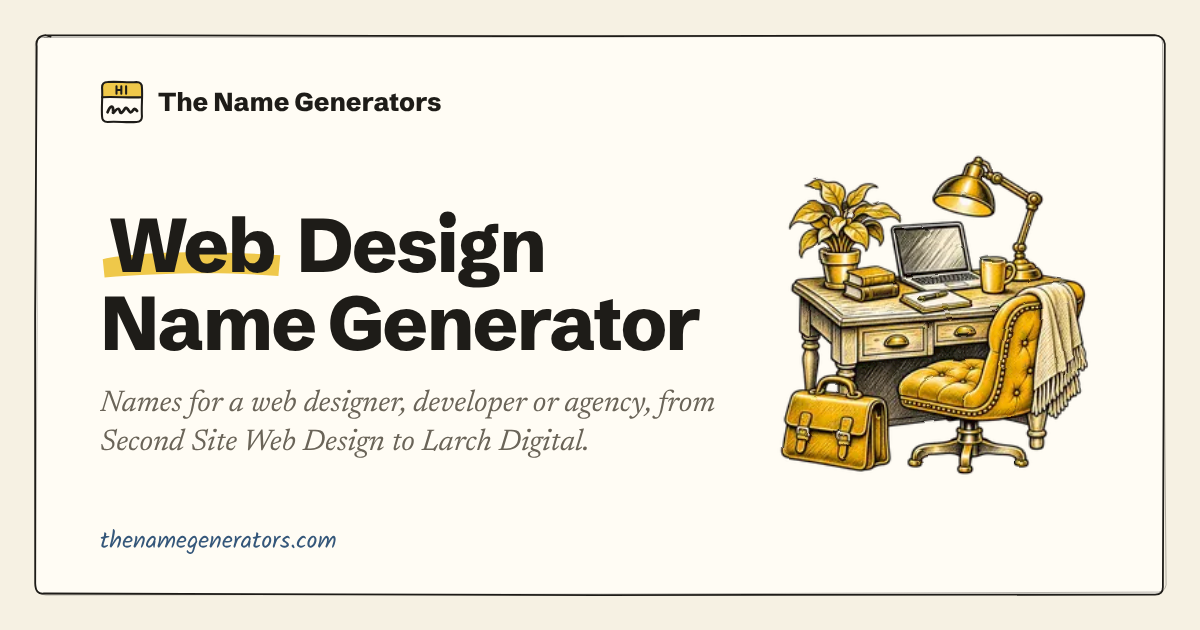 HI
The Name Generators
Web Design
Name Generator
Names for a web designer, developer or agency, from
Second Site Web Design to Larch Digital.
thenamegenerators.com